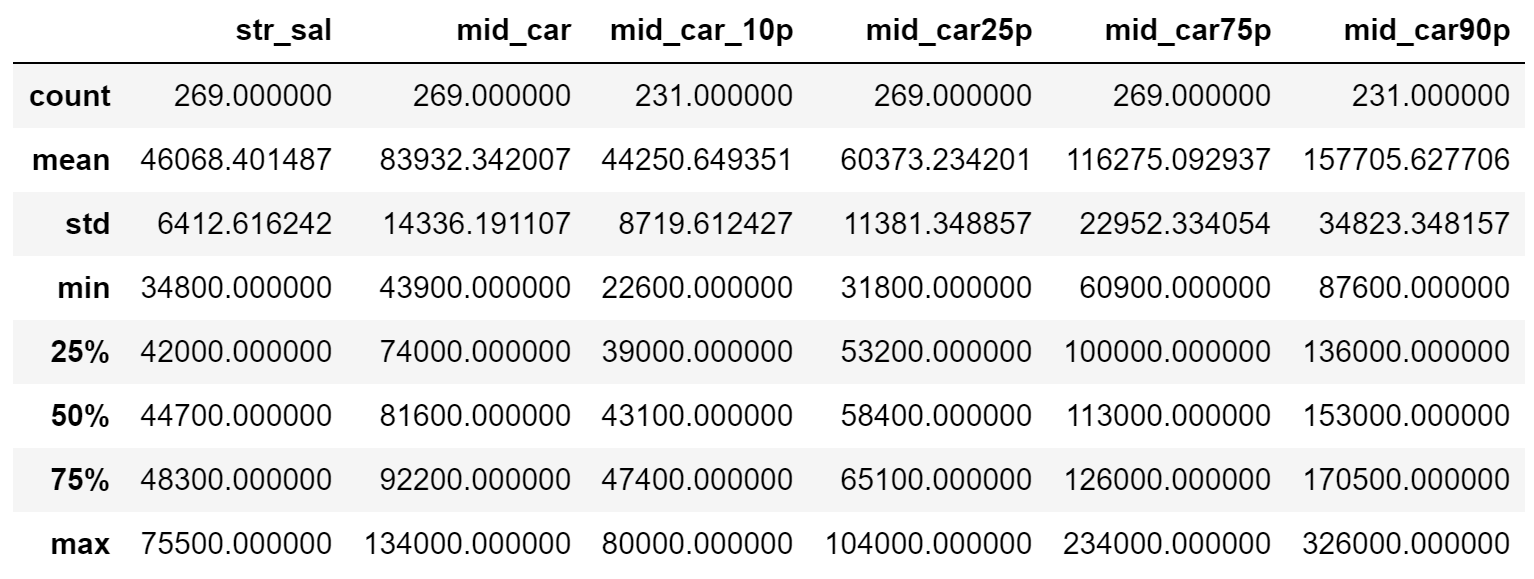 str_sal mid_car mid_car_10p mid_car25p mid_car75p mid_car90p
count 269.000000 269.000000 231.000000 269.000000 269.000000 231.000000
mean 46068.401487 83932.342007 44250.649351 60373.234201 116275.092937 157705.627706
std 6412.616242 14336.191107 8719.612427 11381.348857 22952.334054 34823.348157
min 34800.000000 43900.000000 22600.000000 31800.000000 60900.000000 87600.000000
25% 42000.000000 74000.000000 39000.000000 53200.000000 100000.000000 136000.000000
50% 44700.000000 81600.000000 43100.000000 58400.000000 113000.000000 153000.000000
75% 48300.000000 92200.000000 47400.000000 65100.000000 126000.000000 170500.000000
max 75500.000000 134000.000000 80000.000000 104000.000000 234000.000000 326000.000000